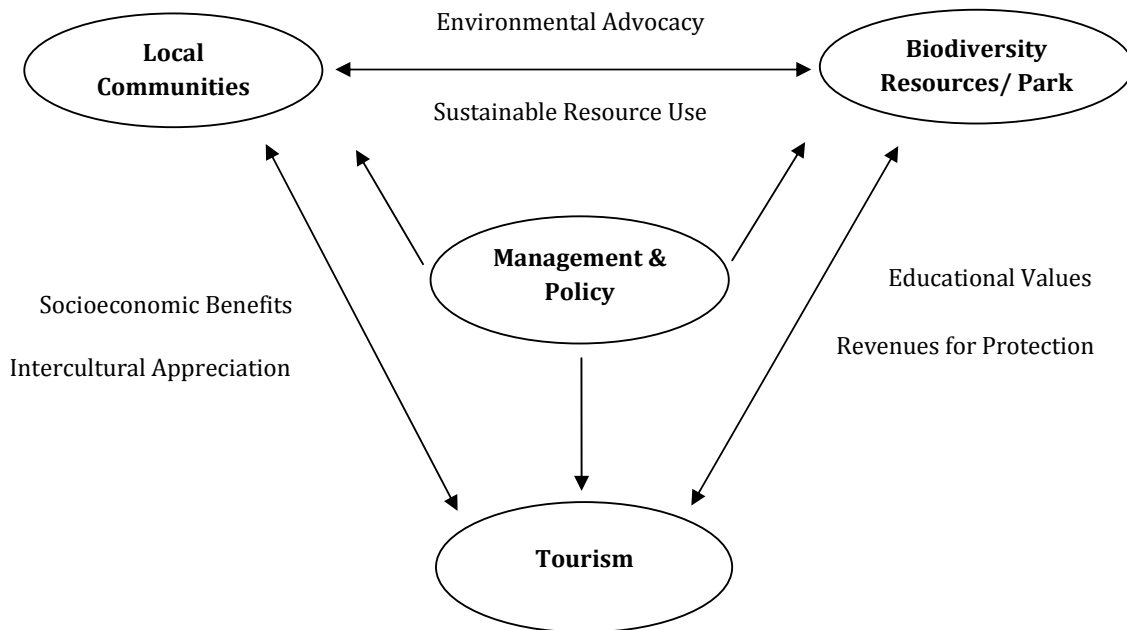 Environmental Advocacy
Local
Communities
Biodiversity
Resources/ Park
Sustainable Resource Use
Management &
Policy
Educational Values
Socioeconomic Benefits
Revenues for Protection
Intercultural Appreciation
Tourism